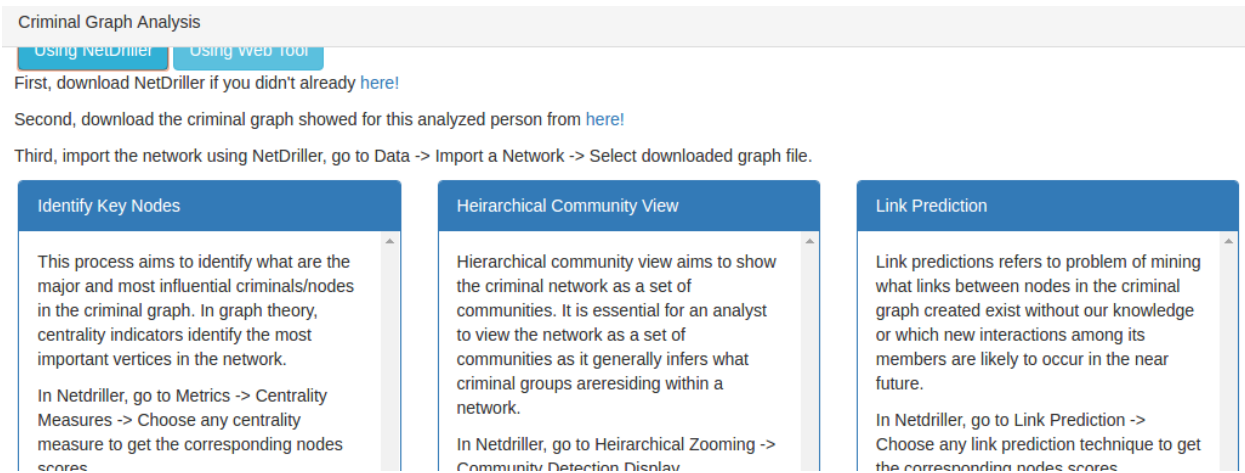 Criminal Graph Analysis
Using NetDriller Using Web Tool
First, download NetDriller if you didn't already here!
Second, download the criminal graph showed for this analyzed person from here!
Third, import the network using NetDriller, go to Data -> Import a Network -> Select downloaded graph file.
Identify Key Nodes
This process aims to identify what are the
major and most influential criminals/nodes
in the criminal graph. In graph theory,
centrality indicators identify the most
important vertices in the network.
In Netdriller, go to Metrics -> Centrality
Measures -> Choose any centrality
measure to get the corresponding nodes
scores
Heirarchical Community View
Hierarchical community view aims to show
the criminal network as a set of
communities. It is essential for an analyst
to view the network as a set of
communities as it generally infers what
criminal groups areresiding within a
network.
In Netdriller, go to Heirarchical Zooming ->
Community Detection Display
Link Prediction
Link predictions refers to problem of mining
what links between nodes in the criminal
graph created exist without our knowledge
or which new interactions among its
members are likely to occur in the near
future.
In Netdriller, go to Link Prediction ->
Choose any link prediction technique to get
the corresponding nodes scores